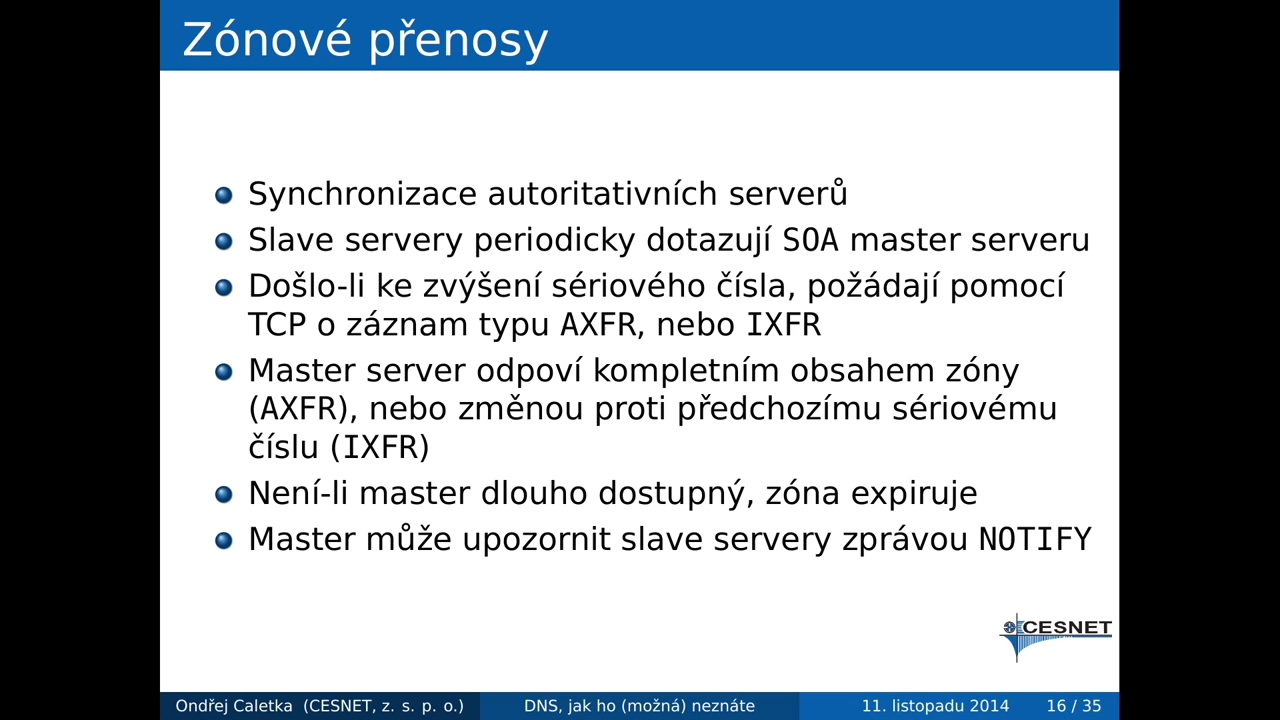 Zónové přenosy
Synchronizace autoritativních serverů
Slave servery periodicky dotazují SOA master serveru
Došlo-li ke zvýšení sériového čísla, požádají pomocí
TCP o záznam typu AXFR, nebo IXFR
Master server odpoví kompletním obsahem zóny
(AXFR), nebo změnou proti předchozímu sériovému
číslu (IXFR)
Není-li master dlouho dostupný, zóna expiruje
Master může upozornit slave servery zprávou NOTIFY
CESNET
Ondřej Caletka (CESNET, z. s. p. o.) DNS, jak ho (možná) neznáte 11. listopadu 2014 16 / 35